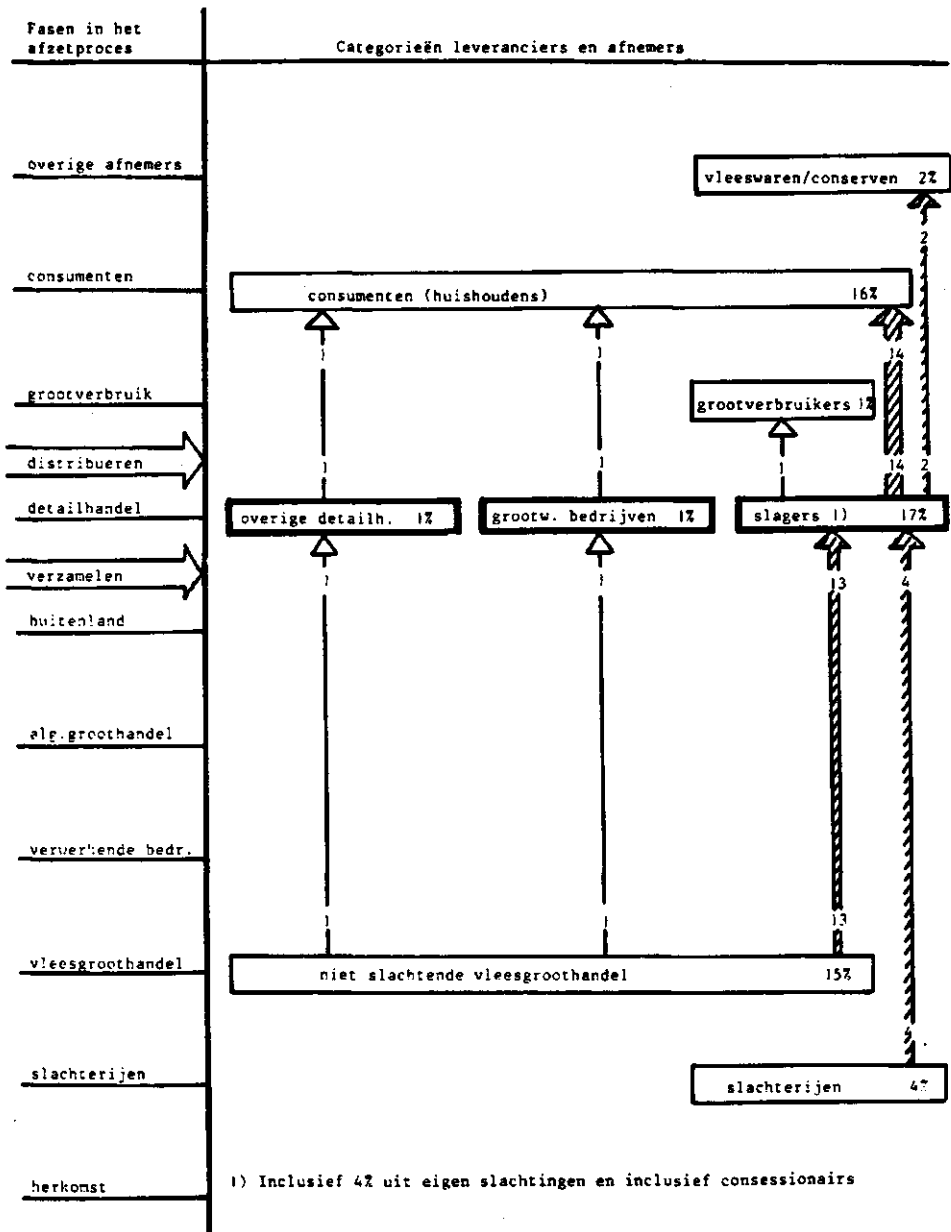 Fasen in het
afzetproces
Categorieën leveranciers en afnemers
overige afnemers
vleeswaren/conserven 2%
2
consumenten
consumenten (huishoudens) 16%
1 1 14
grootverbruik
grootverbruikers 1%
distribueren
1 1 1 14 2
detailhandel
overige detailh. 1%
grootw. bedrijven 1%
slagers 1) 17%
verzamelen
1 1 13 4
buitenland
alg.groothandel
verwerkende bedr.
1 1 13
vleesgroothandel
niet slachtende vleesgroothandel 15%
4
slachterijen
slachterijen 4%
herkomst
1) Inclusief 4% uit eigen slachtingen en inclusief consessionairs